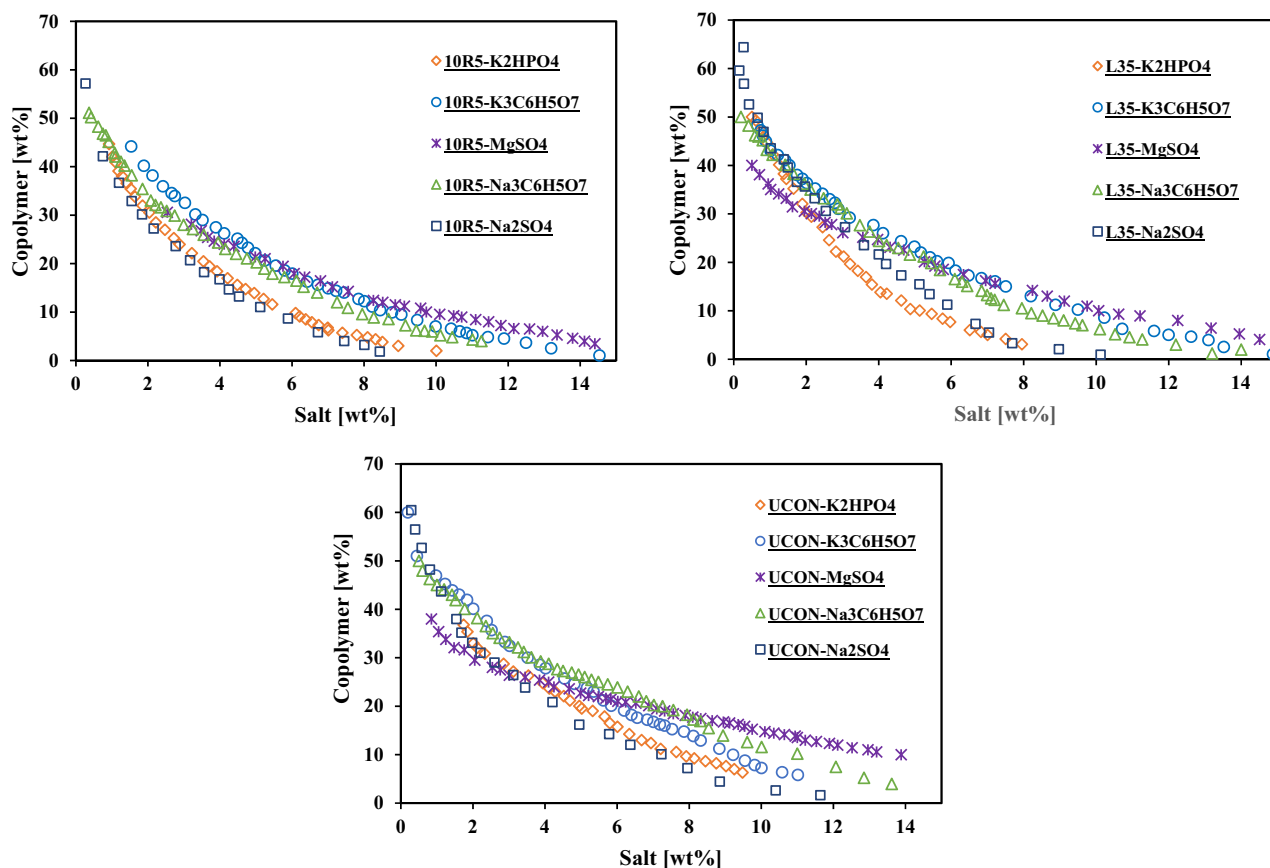 70
60
50
40
30
20
10
0
Copolymer [wt%]
0 2 4 6 8 10 12 14
Salt [wt%]
10R5-K2HPO4
10R5-K3C6H5O7
10R5-MgSO4
10R5-Na3C6H5O7
10R5-Na2SO4
70
60
50
40
30
20
10
0
Copolymer [wt%]
0 2 4 6 8 10 12 14
Salt [wt%]
L35-K2HPO4
L35-K3C6H5O7
L35-MgSO4
L35-Na3C6H5O7
L35-Na2SO4
70
60
50
40
30
20
10
0
Copolymer [wt%]
0 2 4 6 8 10 12 14
Salt [wt%]
UCON-K2HPO4
UCON-K3C6H5O7
UCON-MgSO4
UCON-Na3C6H5O7
UCON-Na2SO4